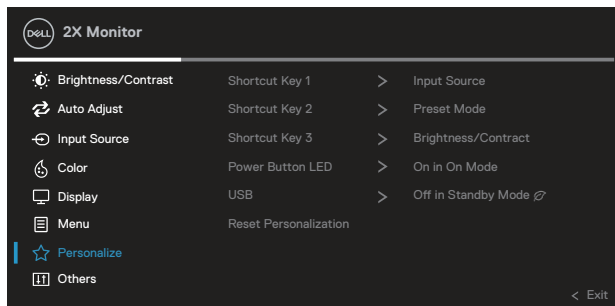 DELL 2X Monitor
Brightness/Contrast Shortcut Key 1 > Input Source
Auto Adjust Shortcut Key 2 > Preset Mode
Input Source Shortcut Key 3 > Brightness/Contract
Color Power Button LED > On in On Mode
Display USB > Off in Standby Mode
Menu Reset Personalization
Personalize
Others
< Exit